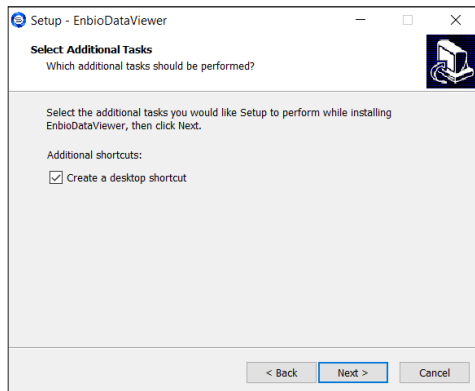 Setup - EnbioDataViewer
Select Additional Tasks
Which additional tasks should be performed?
Select the additional tasks you would like Setup to perform while installing
EnbioDataViewer, then click Next.
Additional shortcuts:
Create a desktop shortcut
< Back
Next >
Cancel